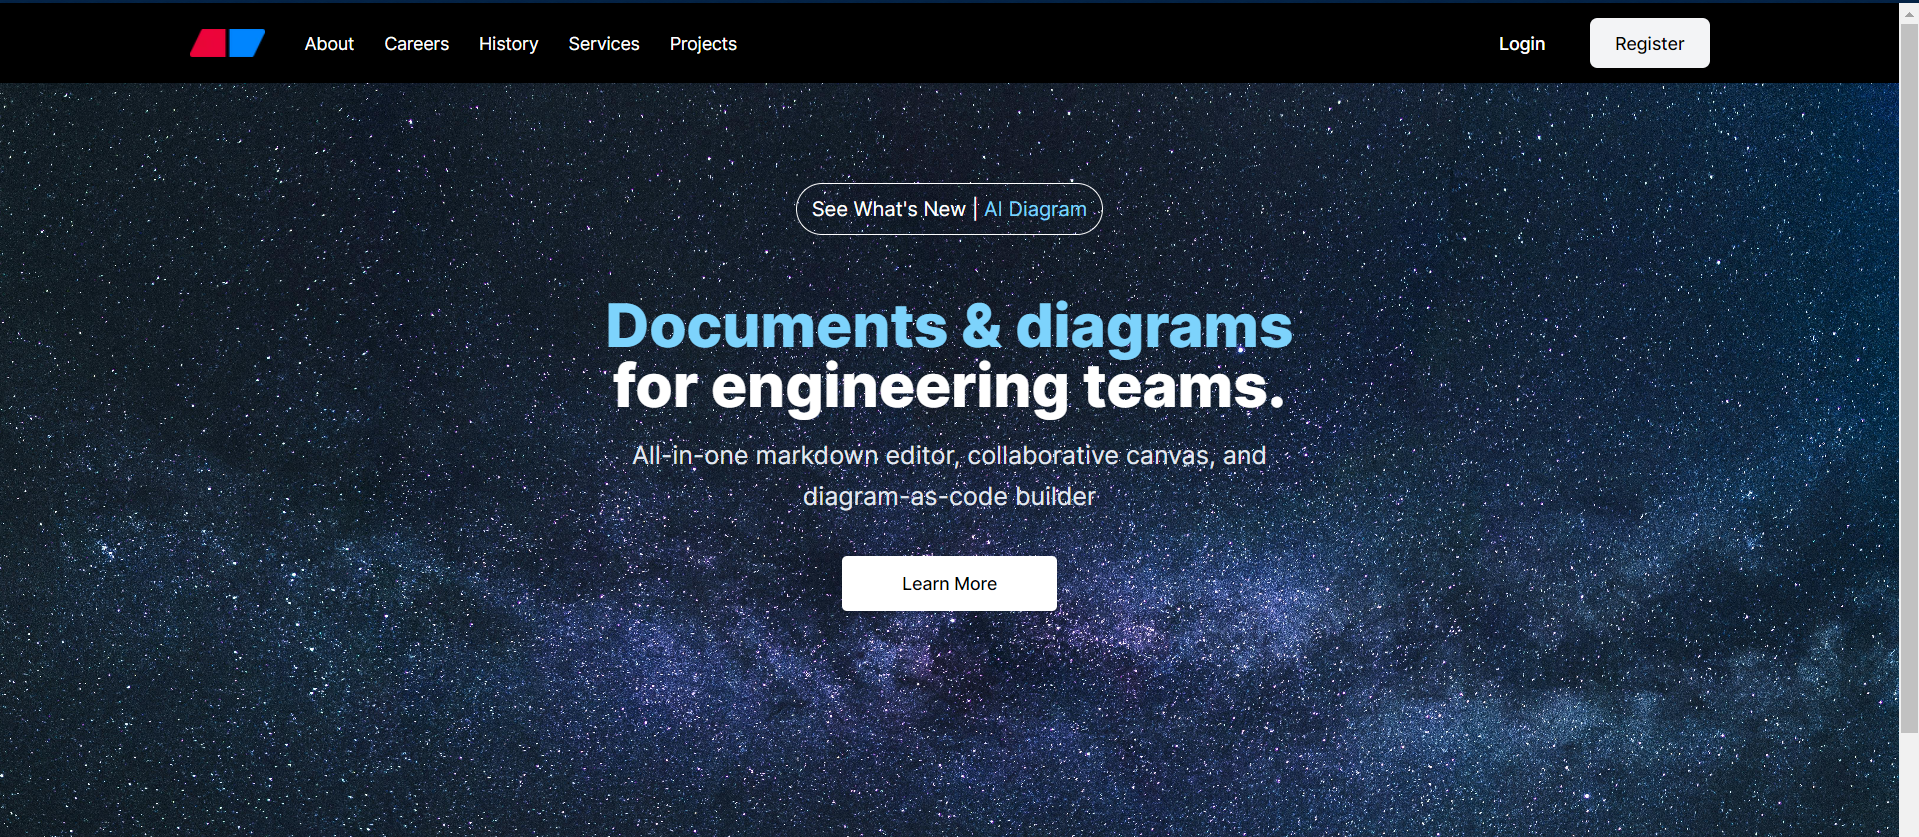 About Careers History Services Projects Login Register
See What's New | AI Diagram
Documents & diagrams
for engineering teams.
All-in-one markdown editor, collaborative canvas, and
diagram-as-code builder
Learn More